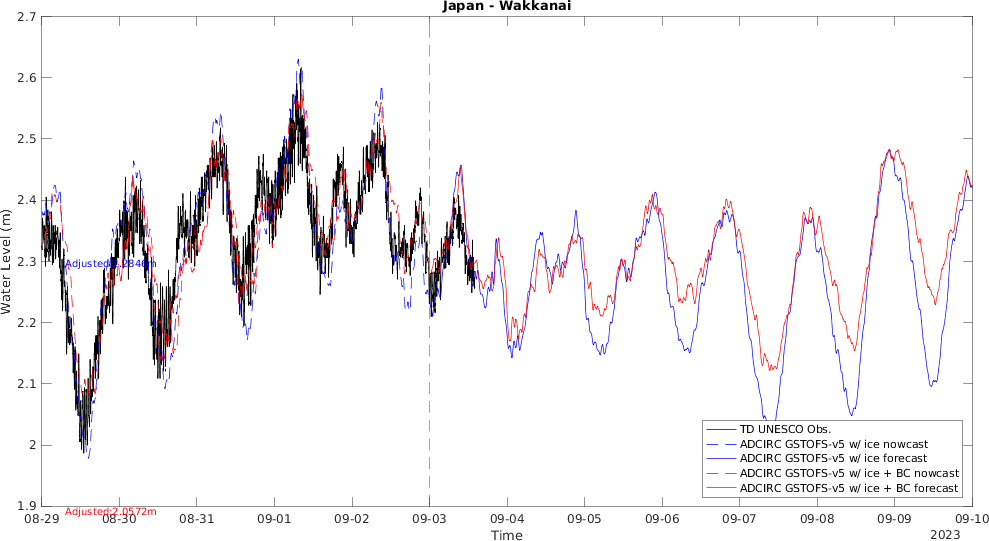 Japan - Wakkanai
2.7
2.6
2.5
2.4
2.3
2.2
2.1
2
1.9
Water Level (m)
Adjusted:
Adjusted:2.0572m
TD UNESCO Obs.
ADCIRC GSTOFS-v5 w/ ice nowcast
ADCIRC GSTOFS-v5 w/ ice forecast
ADCIRC GSTOFS-v5 w/ ice + BC nowcast
ADCIRC GSTOFS-v5 w/ ice + BC forecast
08-29 08-30 08-31 09-01 09-02 09-03 09-04 09-05 09-06 09-07 09-08 09-09 09-10
Time
2023